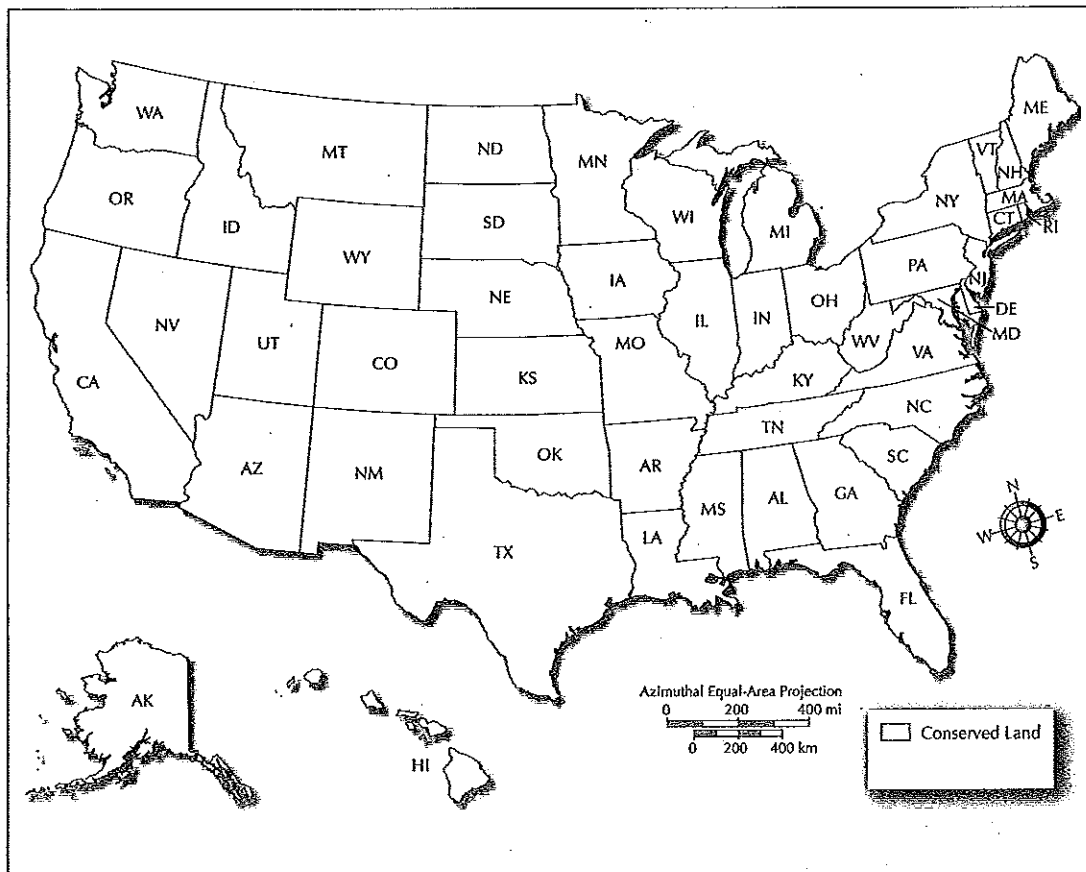 WA
MT
ND
MN
ME
VT
NH
OR
ID
SD
WI
MI
NY
MA
CT
RI
WY
IA
PA
NJ
NE
OH
DE
NV
UT
CO
IL
IN
WV
MD
MO
VA
CA
KS
KY
NC
AZ
NM
OK
AR
TN
SC
MS
AL
GA
TX
LA
FL
N
E
W
S
AK
HI
Azimuthal Equal-Area Projection
0 200 400 mi
0 200 400 km
Conserved Land